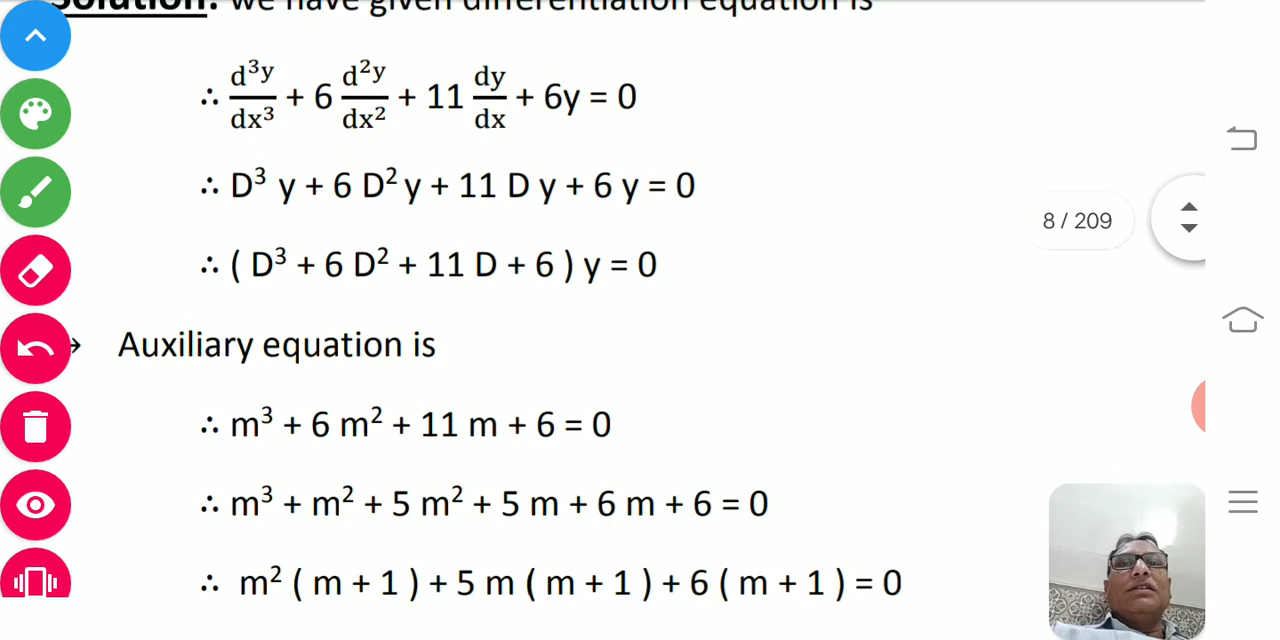 Solution: we have given differentiation equation is
∴ d³y/dx³ + 6 d²y/dx² + 11 dy/dx + 6y = 0
∴ D³ y + 6 D² y + 11 D y + 6 y = 0
8 / 209
∴ ( D³ + 6 D² + 11 D + 6 ) y = 0
Auxiliary equation is
∴ m³ + 6 m² + 11 m + 6 = 0
∴ m³ + m² + 5 m² + 5 m + 6 m + 6 = 0
∴ m² ( m + 1 ) + 5 m ( m + 1 ) + 6 ( m + 1 ) = 0